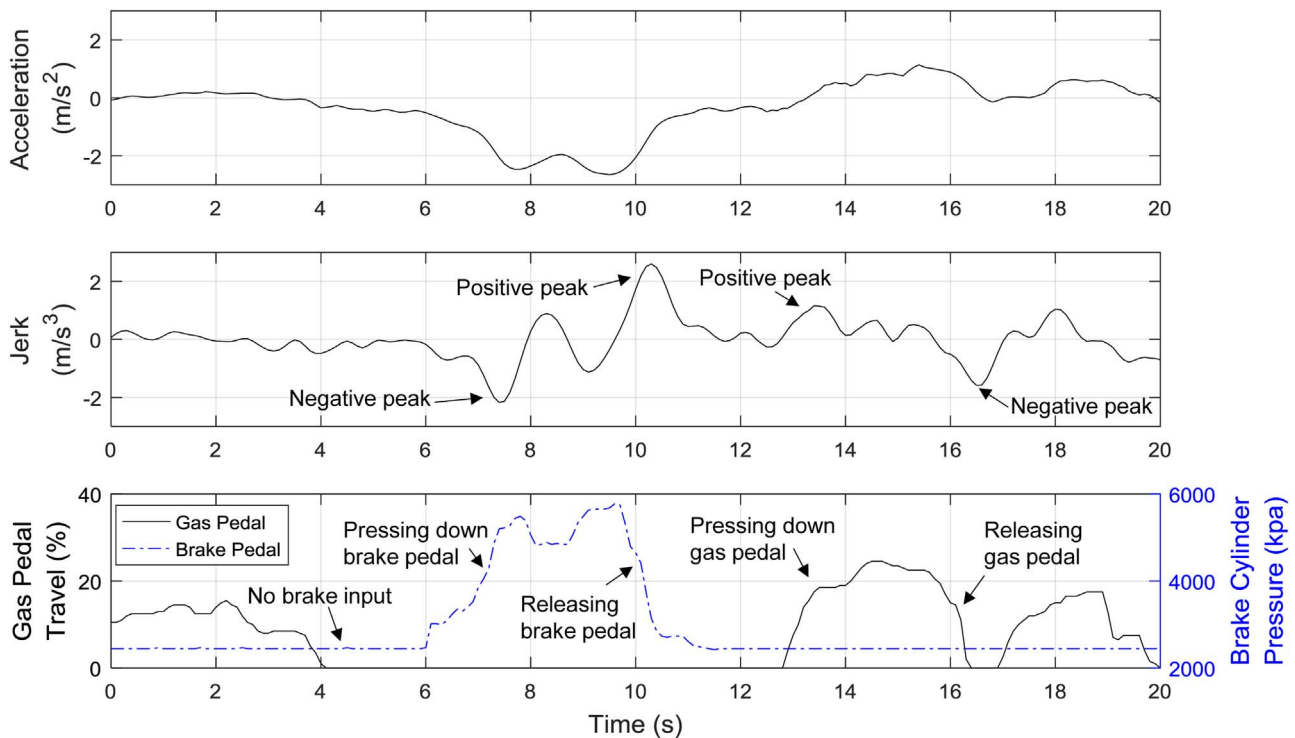 2
0
-2
Acceleration
(m/s²)
0 2 4 6 8 10 12 14 16 18 20
2
0
-2
Jerk
(m/s³)
Positive peak
Positive peak
Negative peak
Negative peak
0 2 4 6 8 10 12 14 16 18 20
40
20
0
Gas Pedal
Travel (%)
Gas Pedal
Brake Pedal
No brake input
Pressing down
brake pedal
Releasing
brake pedal
Pressing down
gas pedal
Releasing
gas pedal
6000
4000
2000
Brake Cylinder
Pressure (kpa)
0 2 4 6 8 10 12 14 16 18 20
Time (s)